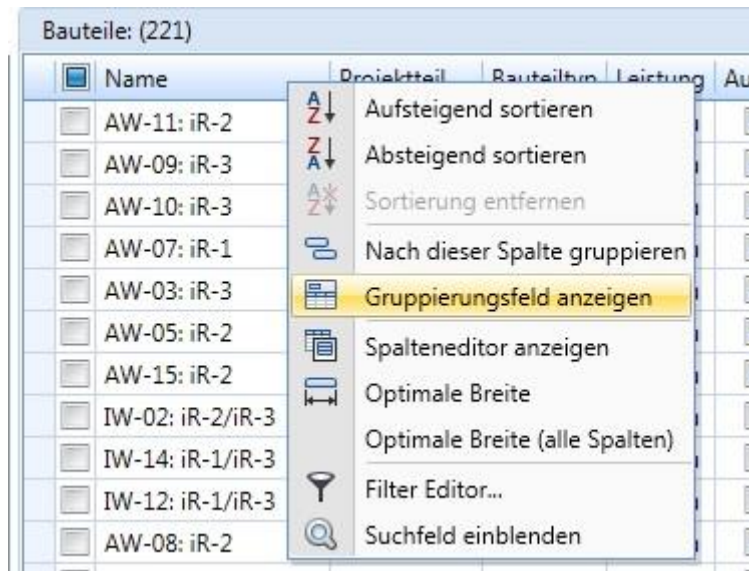 Bauteile: (221)
Name Projektteil Bauteiltyp Leistung Au
AW-11: iR-2
AW-09: iR-3
AW-10: iR-3
AW-07: iR-1
AW-03: iR-3
AW-05: iR-2
AW-15: iR-2
IW-02: iR-2/iR-3
IW-14: iR-1/iR-3
IW-12: iR-1/iR-3
AW-08: iR-2
Aufsteigend sortieren
Absteigend sortieren
Sortierung entfernen
Nach dieser Spalte gruppieren
Gruppierungsfeld anzeigen
Spalteneditor anzeigen
Optimale Breite
Optimale Breite (alle Spalten)
Filter Editor...
Suchfeld einblenden